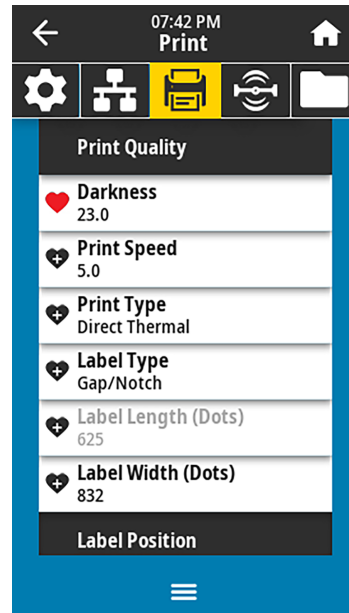 07:42 PM
Print
Print Quality
Darkness
23.0
Print Speed
5.0
Print Type
Direct Thermal
Label Type
Gap/Notch
Label Length (Dots)
625
Label Width (Dots)
832
Label Position